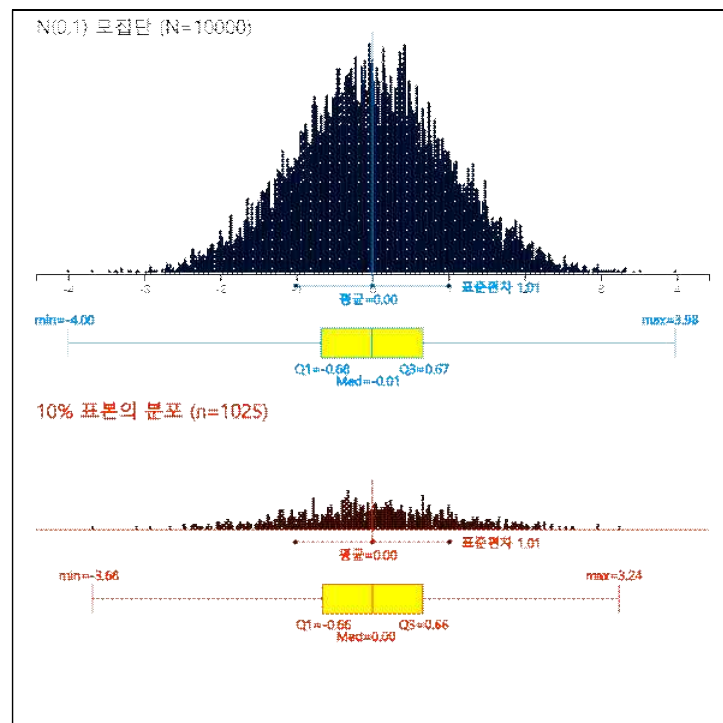 N(0,1) 모집단 (N=10000)
-4 -3 -2 -1 0 1 2 3 4
표준편차 1.01
평균=0.00
min=-4.00 max=3.98
Q1=-0.68 Q3=0.67
Med=-0.01
10% 표본의 분포 (n=1025)
표준편차 1.01
평균=0.00
min=-3.66 max=3.24
Q1=-0.66 Q3=0.66
Med=0.00